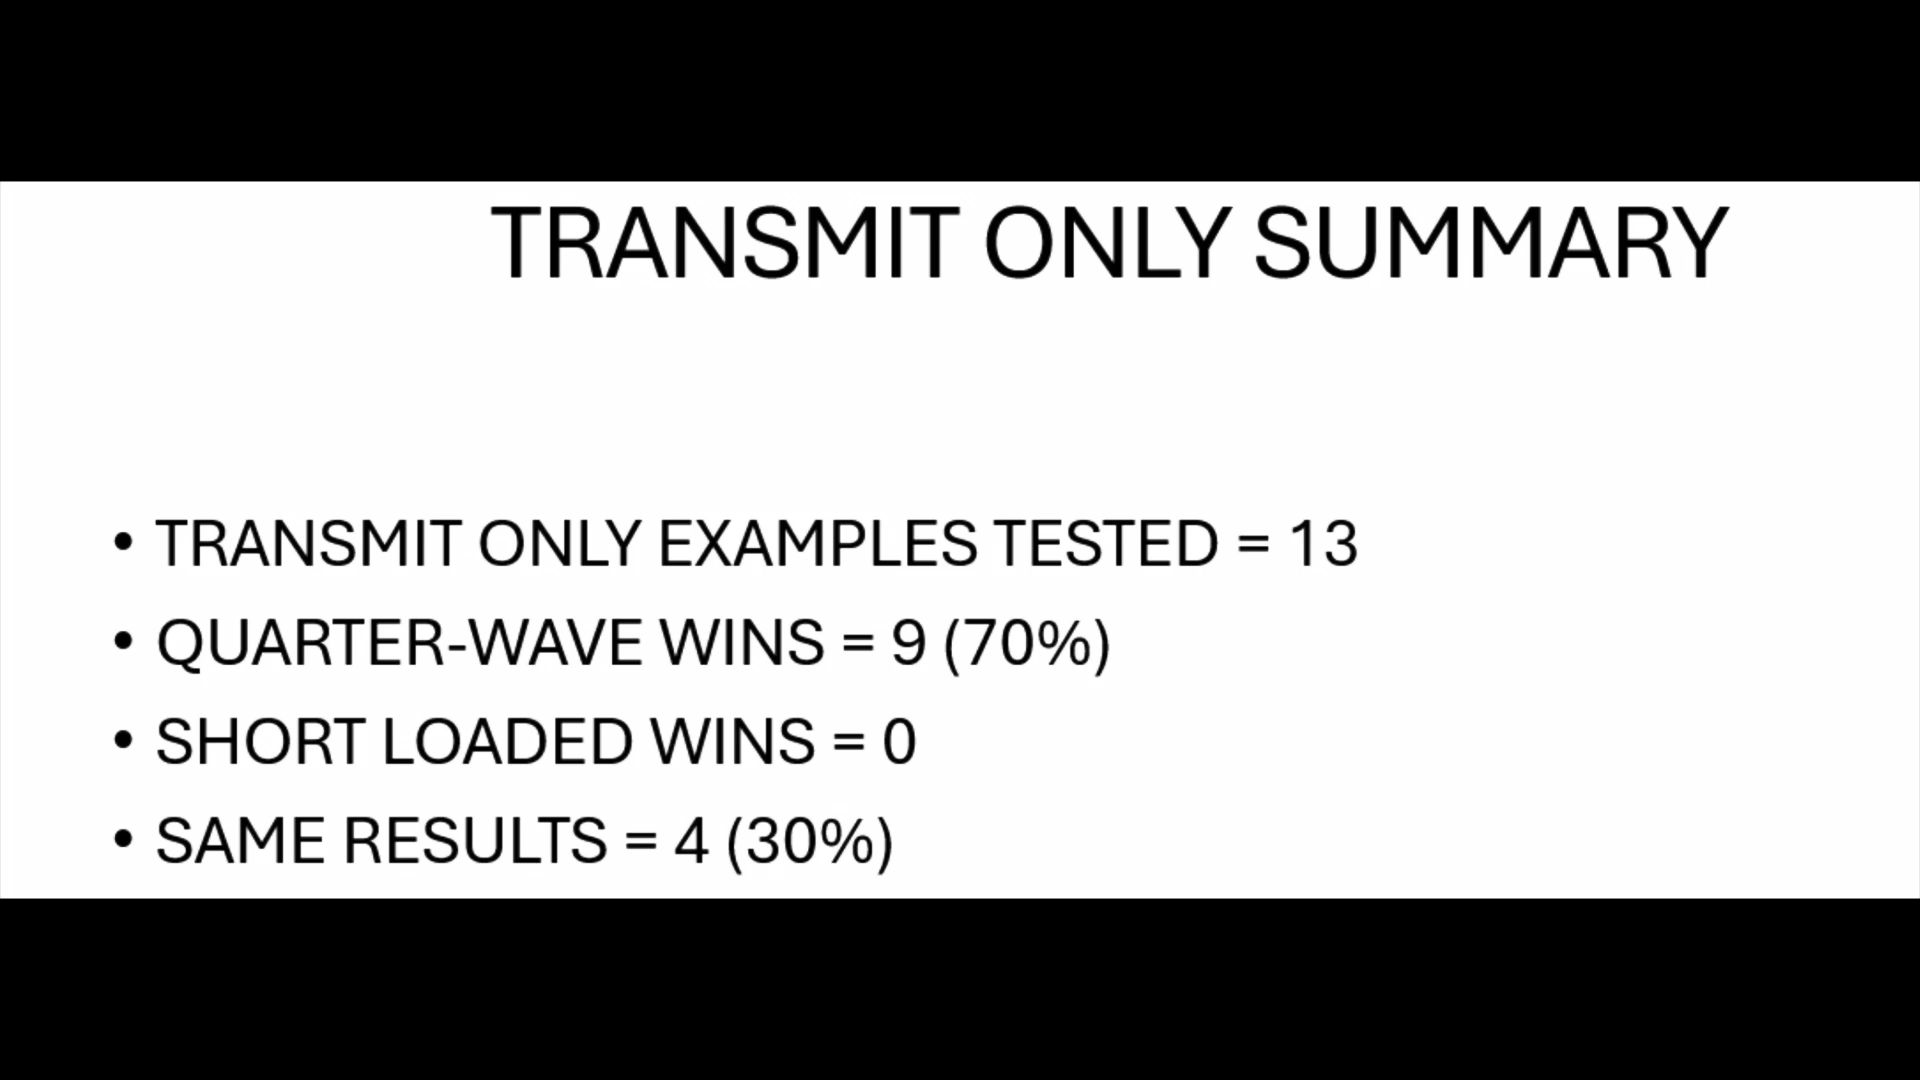 TRANSMIT ONLY SUMMARY
• TRANSMIT ONLY EXAMPLES TESTED = 13
• QUARTER-WAVE WINS = 9 (70%)
• SHORT LOADED WINS = 0
• SAME RESULTS = 4 (30%)